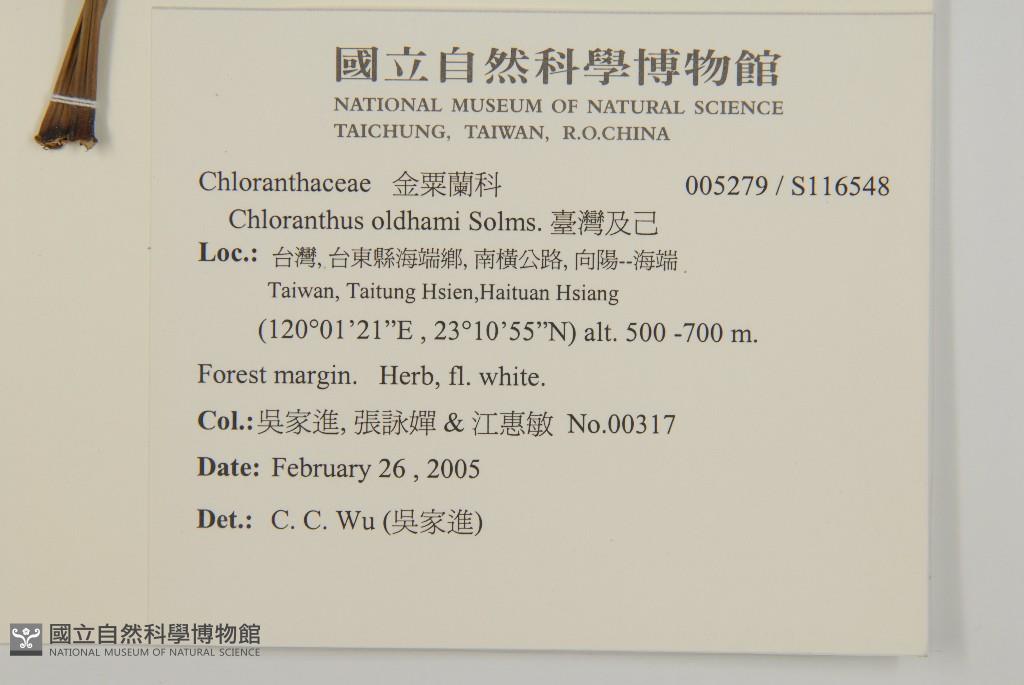 國立自然科學博物館
NATIONAL MUSEUM OF NATURAL SCIENCE
TAICHUNG, TAIWAN, R.O.CHINA
Chloranthaceae 金粟蘭科 005279 / S116548
Chloranthus oldhami Solms. 臺灣及己
Loc.: 台灣, 台東縣海端鄉, 南橫公路, 向陽--海端
Taiwan, Taitung Hsien,Haituan Hsiang
(120°01’21”E , 23°10’55”N) alt. 500 -700 m.
Forest margin. Herb, fl. white.
Col.: 吳家進, 張詠嬋 & 江惠敏 No.00317
Date: February 26 , 2005
Det.: C. C. Wu (吳家進)
國立自然科學博物館
NATIONAL MUSEUM OF NATURAL SCIENCE